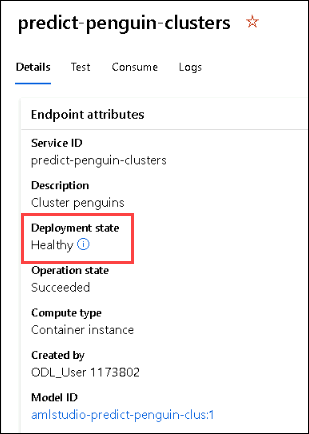 predict-penguin-clusters
Details Test Consume Logs
Endpoint attributes
Service ID
predict-penguin-clusters
Description
Cluster penguins
Deployment state
Healthy
Operation state
Succeeded
Compute type
Container instance
Created by
ODL_User 1173802
Model ID
amlstudio-predict-penguin-clus:1